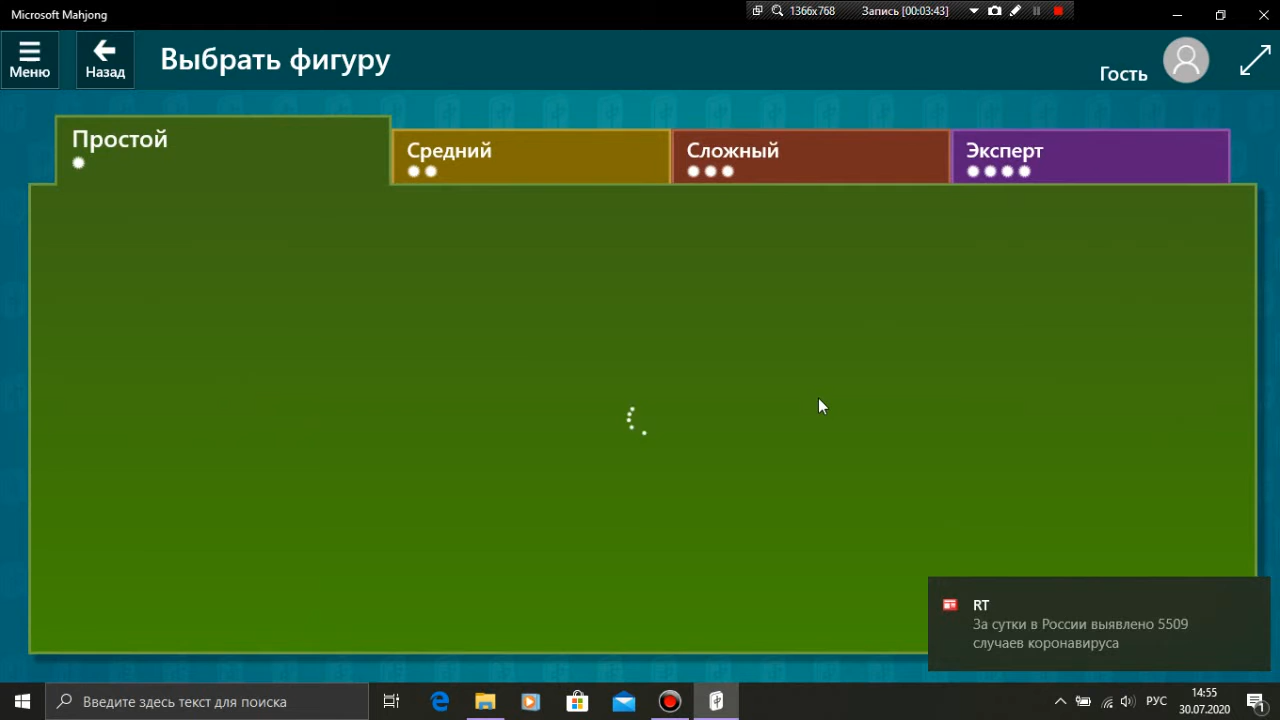 Microsoft Mahjong
1366x768
Запись [00:03:43]
Меню
Назад
Выбрать фигуру
Гость
Простой
Средний
Сложный
Эксперт
RT
За сутки в России выявлено 5509
случаев коронавируса
Введите здесь текст для поиска
РУС
14:55
30.07.2020
1